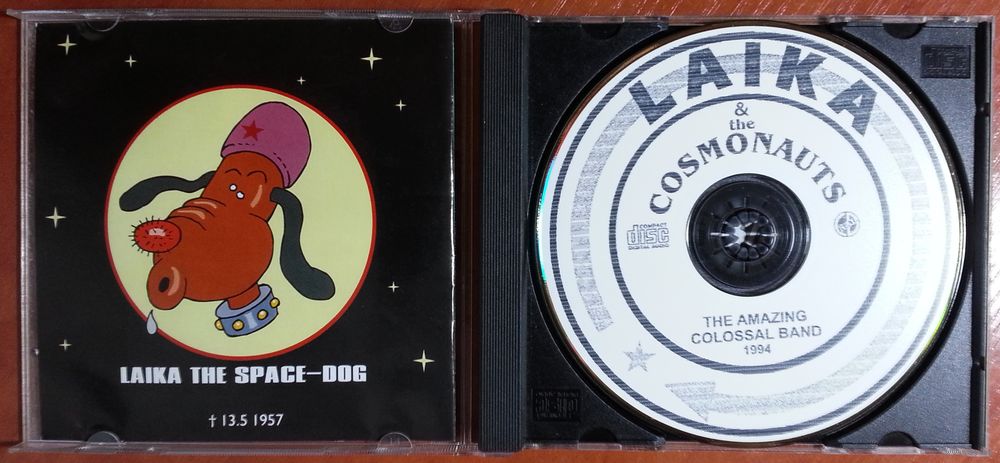 LAIKA THE SPACE-DOG
† 13.5 1957
LAIKA
& the
COSMONAUTS
COMPACT
disc
DIGITAL AUDIO
THE AMAZING
COLOSSAL BAND
1994